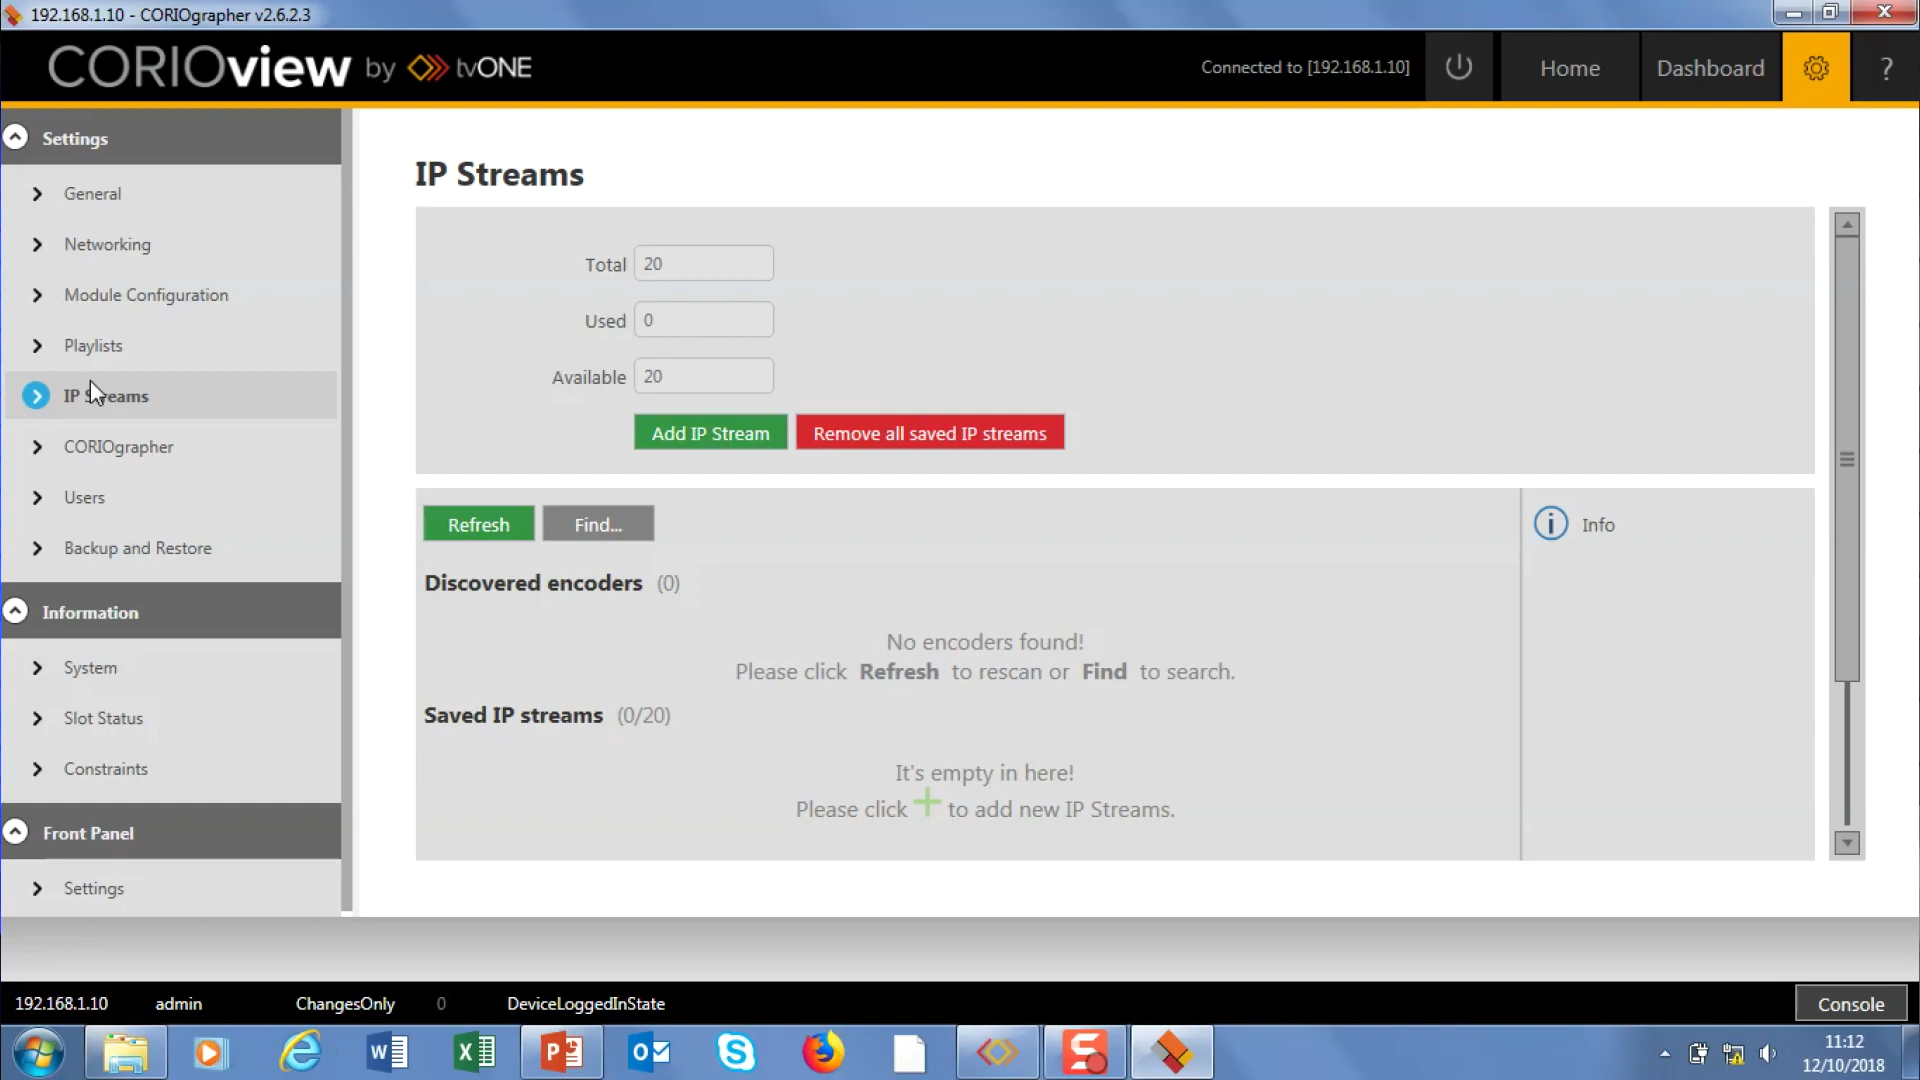 192.168.1.10 - CORIOgrapher v2.6.2.3
CORIOview by tvONE
Connected to [192.168.1.10]
Home
Dashboard
?
Settings
General
Networking
Module Configuration
Playlists
IP Streams
CORIOgrapher
Users
Backup and Restore
Information
System
Slot Status
Constraints
Front Panel
Settings
IP Streams
Total 20
Used 0
Available 20
Add IP Stream
Remove all saved IP streams
Refresh
Find...
Info
Discovered encoders (0)
No encoders found!
Please click Refresh to rescan or Find to search.
Saved IP streams (0/20)
It's empty in here!
Please click + to add new IP Streams.
192.168.1.10 admin ChangesOnly 0 DeviceLoggedInState
Console
11:12
12/10/2018